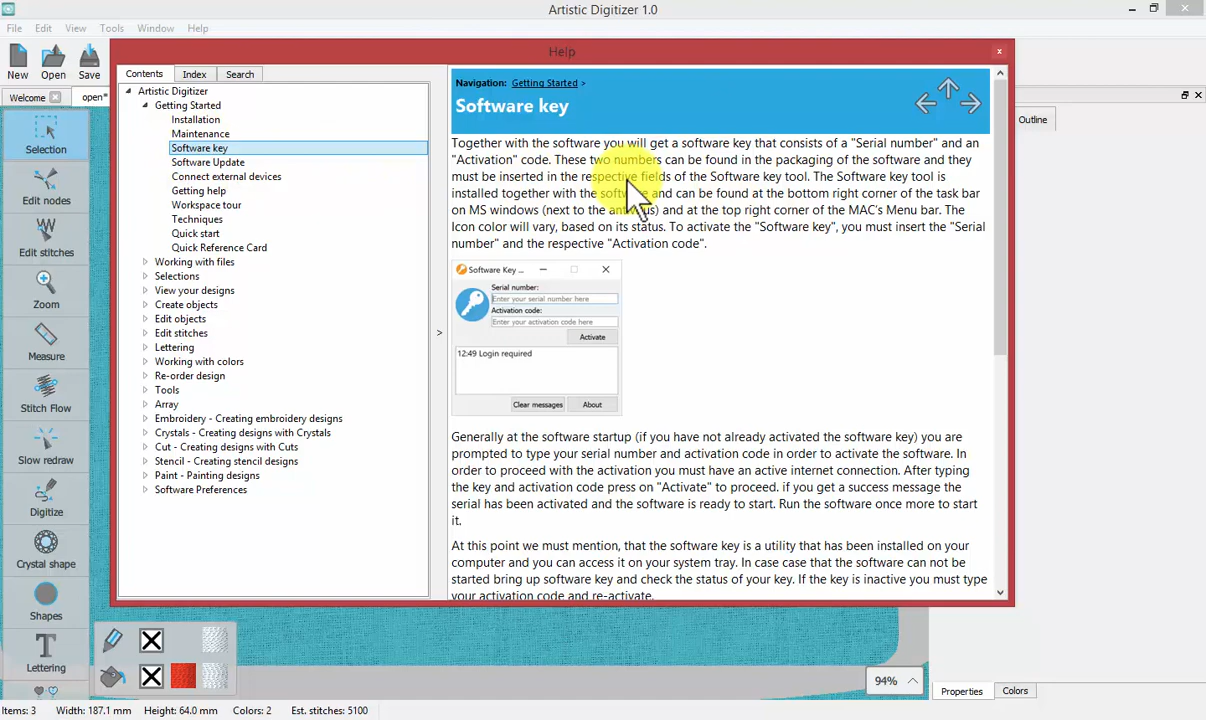 Artistic Digitizer 1.0
File Edit View Tools Window Help
New Open Save
Welcome open*
Selection
Edit nodes
Edit stitches
Zoom
Measure
Stitch Flow
Slow redraw
Digitize
Crystal shape
Shapes
Lettering
Help
Contents Index Search
Artistic Digitizer
Getting Started
Installation
Maintenance
Software key
Software Update
Connect external devices
Getting help
Workspace tour
Techniques
Quick start
Quick Reference Card
Working with files
Selections
View your designs
Create objects
Edit objects
Edit stitches
Lettering
Working with colors
Re-order design
Tools
Array
Embroidery - Creating embroidery designs
Crystals - Creating designs with Crystals
Cut - Creating designs with Cuts
Stencil - Creating stencil designs
Paint - Painting designs
Software Preferences
>
Navigation: Getting Started >
Software key
Together with the software you will get a software key that consists of a "Serial number" and an
"Activation" code. These two numbers can be found in the packaging of the software and they
must be inserted in the respective fields of the Software key tool. The Software key tool is
installed together with the software and can be found at the bottom right corner of the task bar
on MS windows (next to the antivirus) and at the top right corner of the MAC's Menu bar. The
Icon color will vary, based on its status. To activate the "Software key", you must insert the "Serial
number" and the respective "Activation code".
Software Key ...
Serial number:
Enter your serial number here
Activation code:
Enter your activation code here
Activate
12:49 Login required
Clear messages About
Generally at the software startup (if you have not already activated the software key) you are
prompted to type your serial number and activation code in order to activate the software. In
order to proceed with the activation you must have an active internet connection. After typing
the key and activation code press on "Activate" to proceed. if you get a success message the
serial has been activated and the software is ready to start. Run the software once more to start
it.
At this point we must mention, that the software key is a utility that has been installed on your
computer and you can access it on your system tray. In case case that the software can not be
started bring up software key and check the status of your key. If the key is inactive you must type
your activation code and re-activate.
Outline
94%
Properties Colors
Items: 3 Width: 187.1 mm Height: 64.0 mm Colors: 2 Est. stitches: 5100